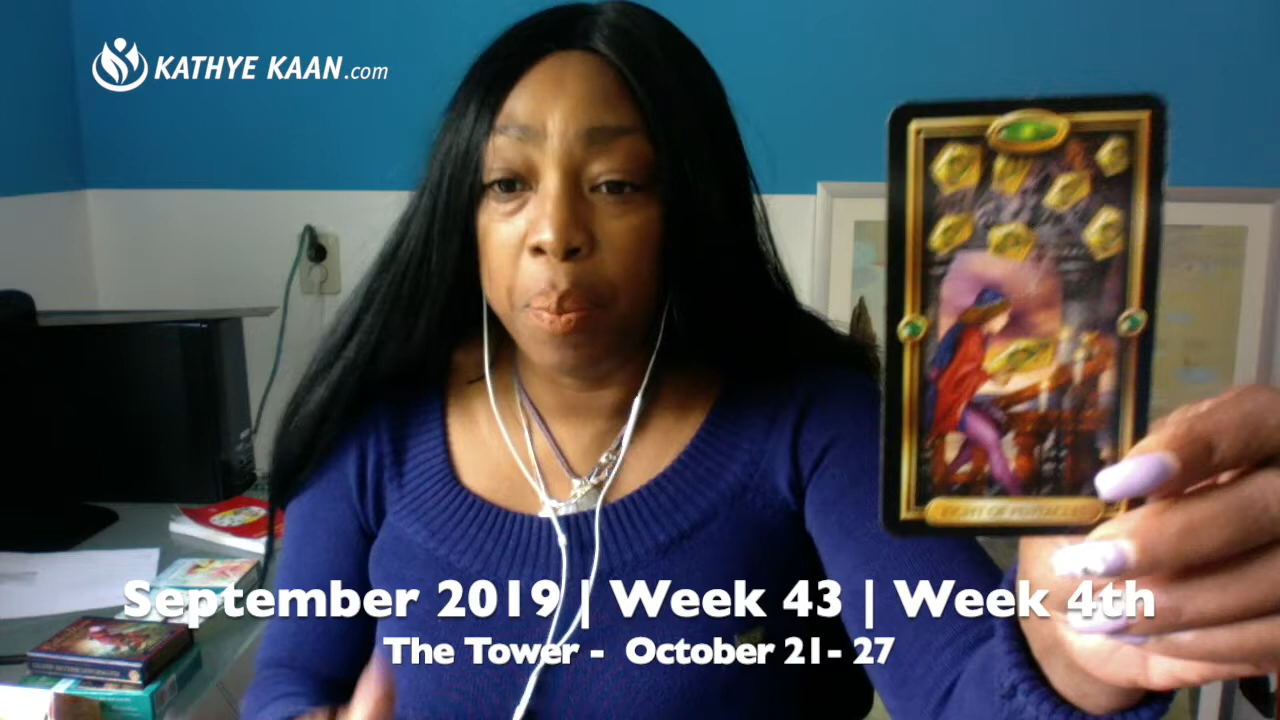 KATHYE KAAN.com
EIGHT OF PENTACLES
September 2019 | Week 43 | Week 4th
The Tower - October 21- 27